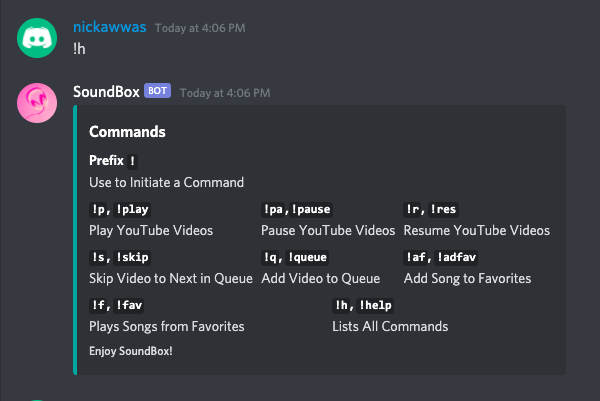 nickawwas Today at 4:06 PM
!h
SoundBox BOT Today at 4:06 PM
Commands
Prefix !
Use to Initiate a Command
!p, !play !pa, !pause !r, !res
Play YouTube Videos Pause YouTube Videos Resume YouTube Videos
!s, !skip !q, !queue !af, !adfav
Skip Video to Next in Queue Add Video to Queue Add Song to Favorites
!f, !fav !h, !help
Plays Songs from Favorites Lists All Commands
Enjoy SoundBox!